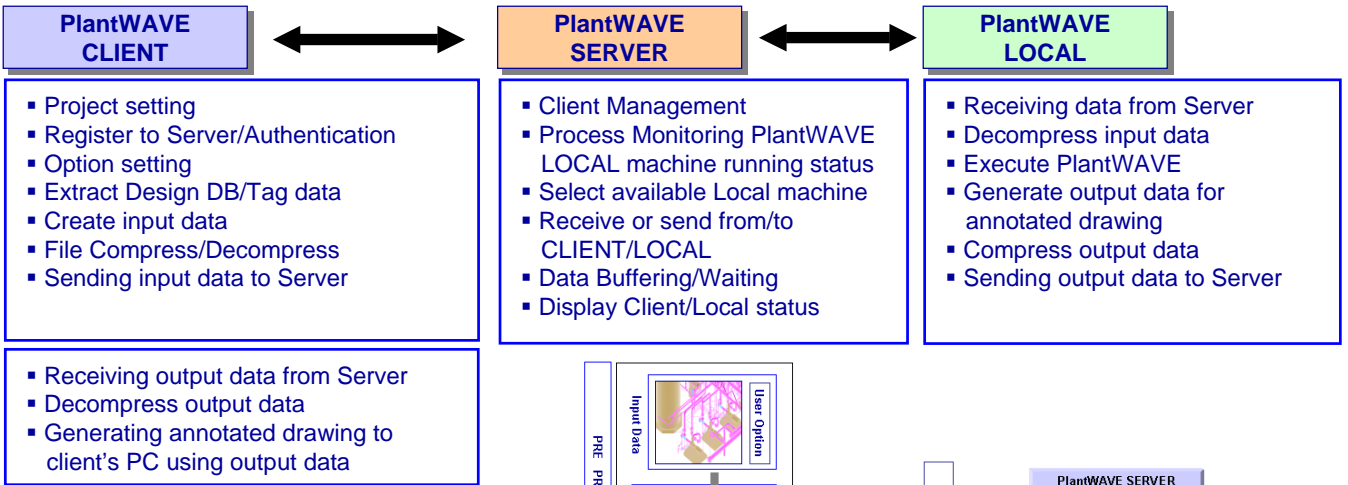 PlantWAVE
CLIENT
PlantWAVE
SERVER
PlantWAVE
LOCAL
▪ Project setting
▪ Register to Server/Authentication
▪ Option setting
▪ Extract Design DB/Tag data
▪ Create input data
▪ File Compress/Decompress
▪ Sending input data to Server
▪ Client Management
▪ Process Monitoring PlantWAVE
LOCAL machine running status
▪ Select available Local machine
▪ Receive or send from/to
CLIENT/LOCAL
▪ Data Buffering/Waiting
▪ Display Client/Local status
▪ Receiving data from Server
▪ Decompress input data
▪ Execute PlantWAVE
▪ Generate output data for
annotated drawing
▪ Compress output data
▪ Sending output data to Server
▪ Receiving output data from Server
▪ Decompress output data
▪ Generating annotated drawing to
client's PC using output data
User Option
Input Data
PRE PR
PlantWAVE SERVER